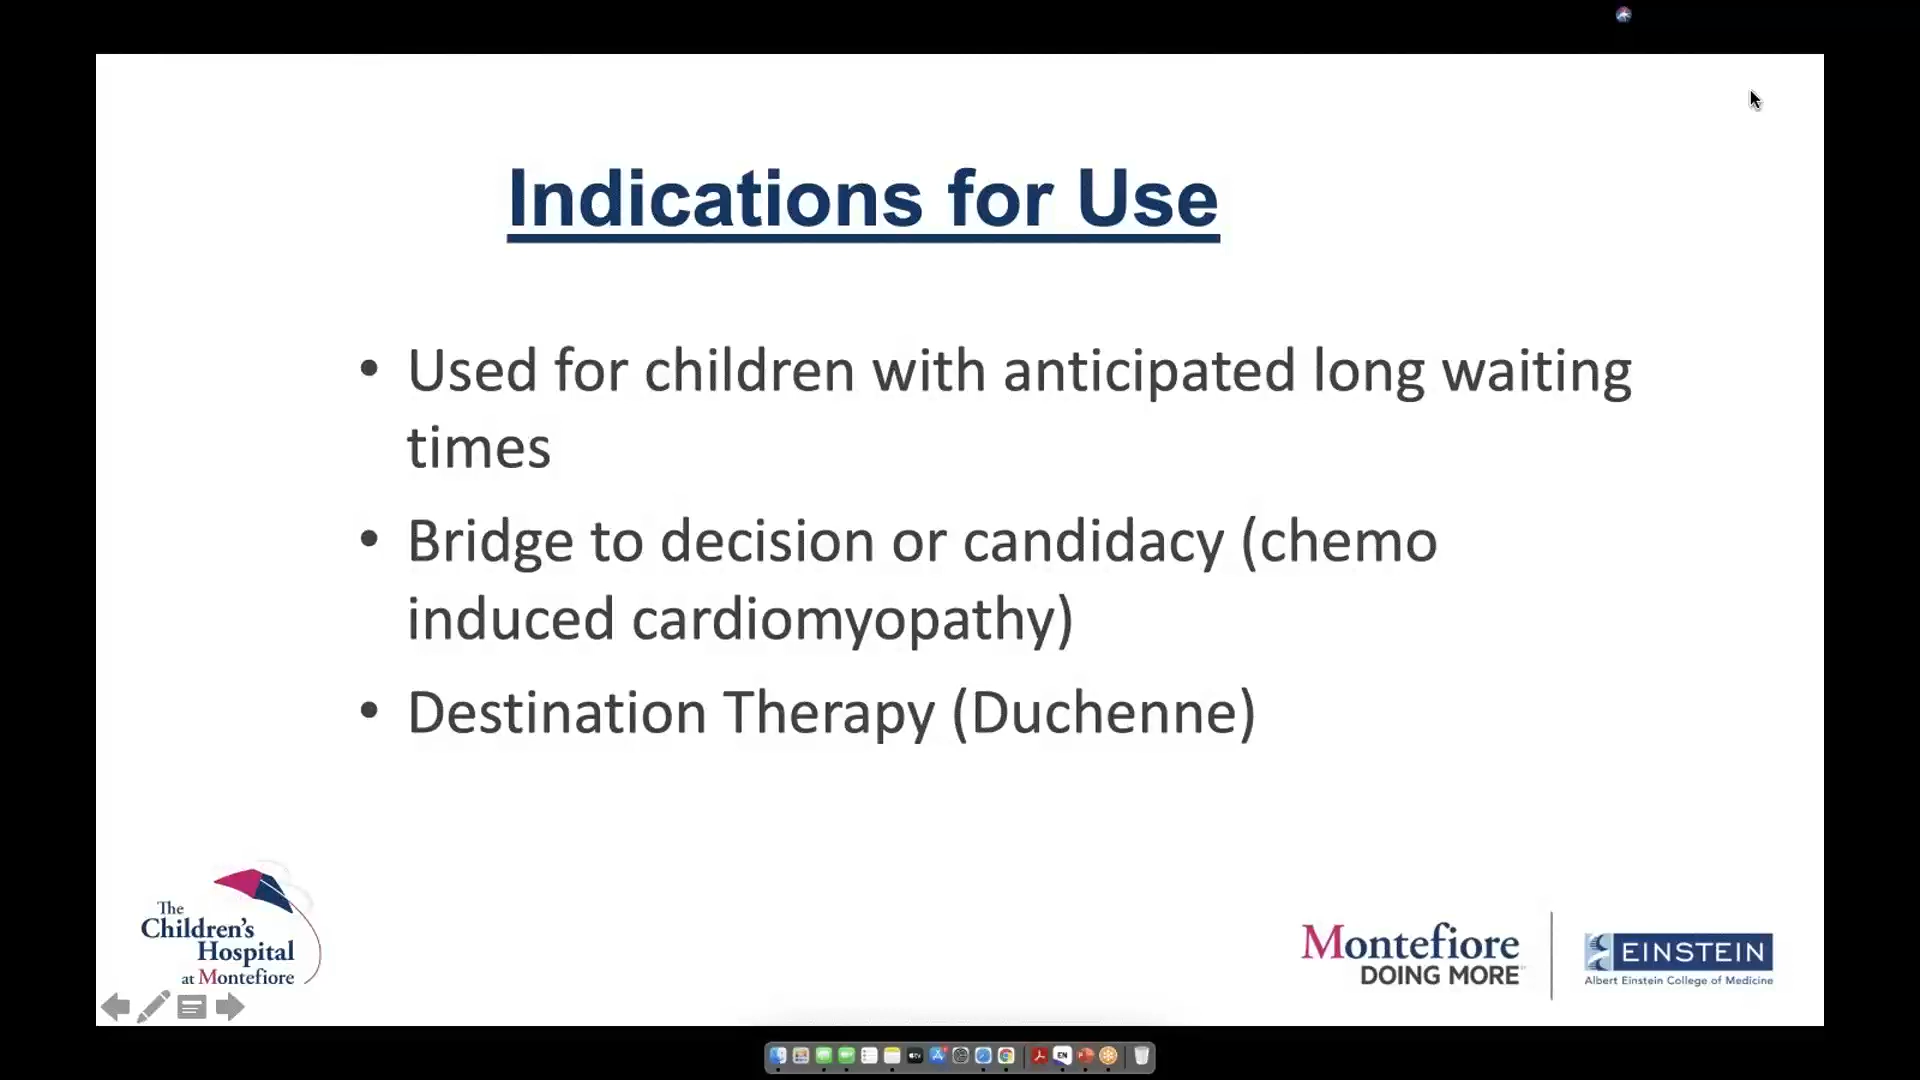 Indications for Use
• Used for children with anticipated long waiting
times
• Bridge to decision or candidacy (chemo
induced cardiomyopathy)
• Destination Therapy (Duchenne)
The
Children's
Hospital
at Montefiore
Montefiore
DOING MORE
EINSTEIN
Albert Einstein College of Medicine
EN